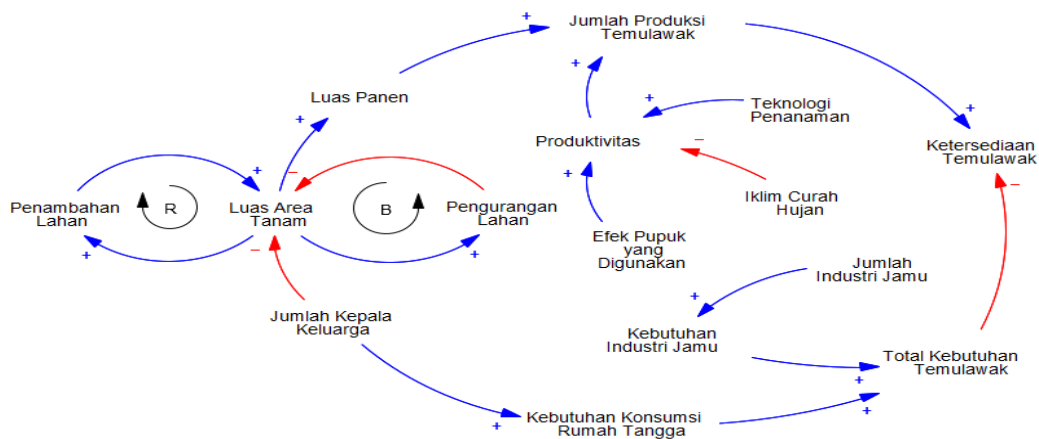 +
Jumlah Produksi
Temulawak
+
Luas Panen
+
+
Teknologi
Penanaman
+
+
Produktivitas
–
Ketersediaan
Temulawak
+
–
+
–
Iklim Curah
Hujan
Penambahan
Lahan
R
Luas Area
Tanam
B
Pengurangan
Lahan
Efek Pupuk
yang
Digunakan
+
–
+
Jumlah
Industri Jamu
+
Jumlah Kepala
Keluarga
Kebutuhan
Industri Jamu
Total Kebutuhan
Temulawak
+
+
+
Kebutuhan Konsumsi
Rumah Tangga